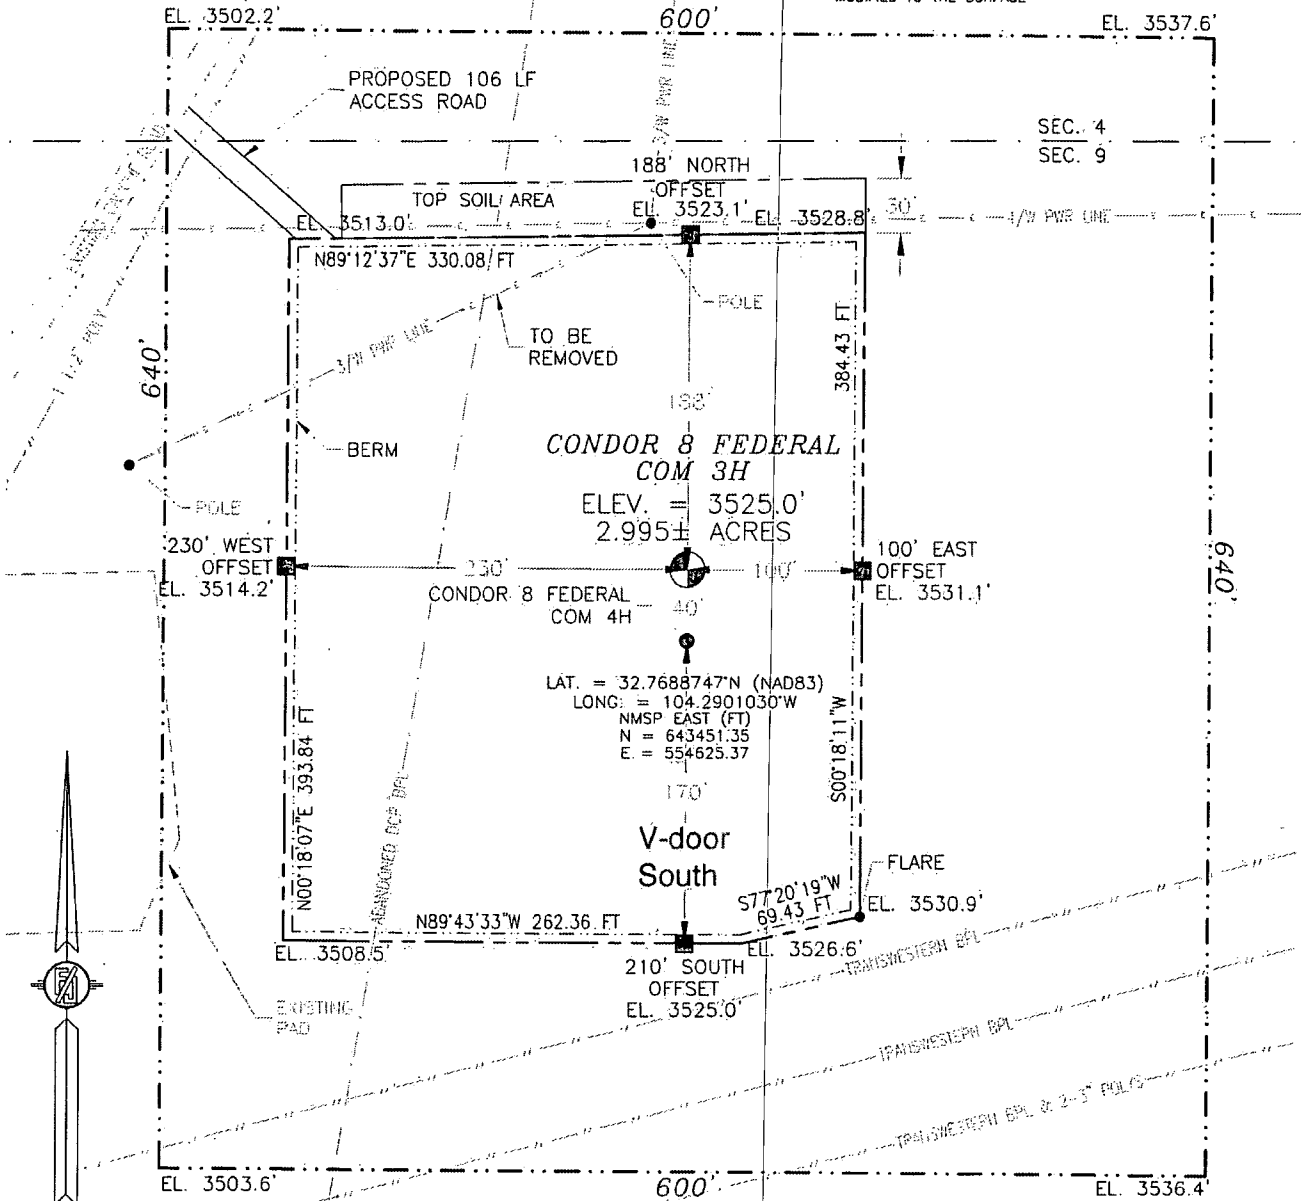 EL. 3502.2'
600'
EL. 3537.6'
PROPOSED 106 LF
ACCESS ROAD
3/W PWR LINE
SEC. 4
SEC. 9
188' NORTH
OFFSET
EL. 3523.1'
TOP SOIL AREA
EL. 3513.0'
EL. 3528.8'
30'
PWR LINE
N89°12'37"E 330.08 FT
POLE
3/W PWR LINE
TO BE
REMOVED
384.43 FT
640'
188'
BERM
CONDOR 8 FEDERAL
COM 3H
ELEV. = 3525.0'
2.995± ACRES
POLE
230' WEST
OFFSET
EL. 3514.2'
230'
100'
100' EAST
OFFSET
EL. 3531.1'
640'
CONDOR 8 FEDERAL
COM 4H
40'
LAT. = 32.7688747°N (NAD83)
LONG. = 104.2901030°W
NMSP EAST (FT)
N = 643451.35
E = 554625.37
N00°18'07"E 393.84 FT
S00°18'11"W
ABANDONED DCP BPL
170'
V-door
South
FLARE
S77°20'19"W
69.43 FT
EL. 3530.9'
N89°43'33"W 262.36 FT
EL. 3508.5'
EL. 3526.6'
210' SOUTH
OFFSET
EL. 3525.0'
TRANSWESTERN BPL
EXISTING
PAD
TRANSWESTERN BPL
TRANSWESTERN BPL & 2-3" POLYS
EL. 3503.6'
600'
EL. 3536.4'